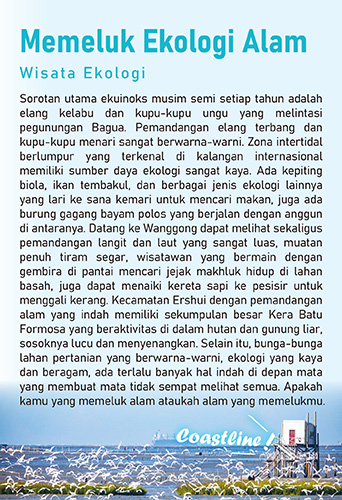 Memeluk Ekologi Alam
Wisata Ekologi
Sorotan utama ekuinoks musim semi setiap tahun adalah
elang kelabu dan kupu-kupu ungu yang melintasi
pegunungan Bagua. Pemandangan elang terbang dan
kupu-kupu menari sangat berwarna-warni. Zona intertidal
berlumpur yang terkenal di kalangan internasional
memiliki sumber daya ekologi sangat kaya. Ada kepiting
biola, ikan tembakul, dan berbagai jenis ekologi lainnya
yang lari ke sana kemari untuk mencari makan, juga ada
burung gagang bayam polos yang berjalan dengan anggun
di antaranya. Datang ke Wanggong dapat melihat sekaligus
pemandangan langit dan laut yang sangat luas, muatan
penuh tiram segar, wisatawan yang bermain dengan
gembira di pantai mencari jejak makhluk hidup di lahan
basah, juga dapat menaiki kereta sapi ke pesisir untuk
menggali kerang. Kecamatan Ershui dengan pemandangan
alam yang indah memiliki sekumpulan besar Kera Batu
Formosa yang beraktivitas di dalam hutan dan gunung liar,
sosoknya lucu dan menyenangkan. Selain itu, bunga-bunga
lahan pertanian yang berwarna-warni, ekologi yang kaya
dan beragam, ada terlalu banyak hal indah di depan mata
yang membuat mata tidak sempat melihat semua. Apakah
kamu yang memeluk alam ataukah alam yang memelukmu.
Coastline!